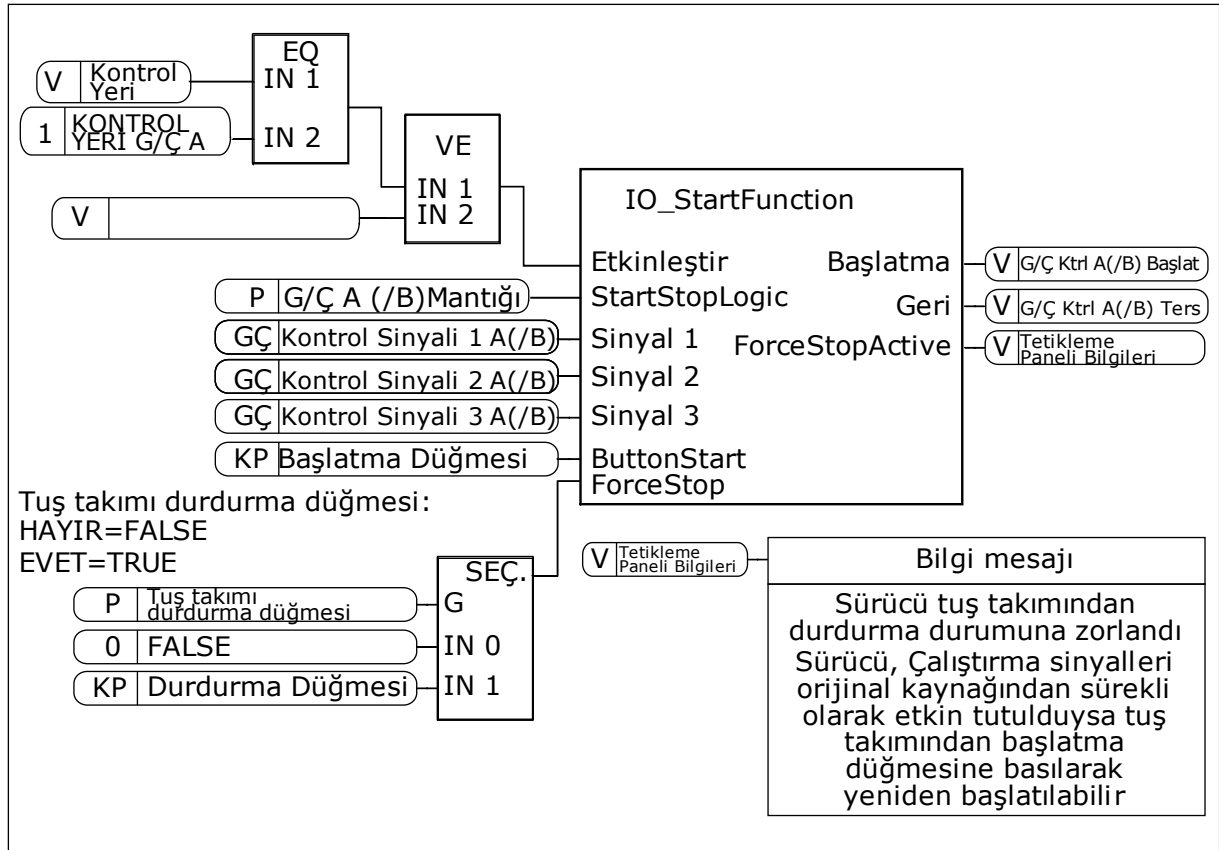 EQ
V Kontrol
Yeri
IN 1
1 KONTROL
YERİ G/Ç A
IN 2
VE
IN 1
V
IN 2
IO_StartFunction
Etkinleştir
Başlatma
V G/Ç Ktrl A(/B) Başlat
P G/Ç A (/B)Mantığı
StartStopLogic
Geri
V G/Ç Ktrl A(/B) Ters
GÇ Kontrol Sinyali 1 A(/B)
Sinyal 1
ForceStopActive
V Tetikleme
Paneli Bilgileri
GÇ Kontrol Sinyali 2 A(/B)
Sinyal 2
GÇ Kontrol Sinyali 3 A(/B)
Sinyal 3
KP Başlatma Düğmesi
ButtonStart
ForceStop
Tuş takımı durdurma düğmesi:
HAYIR=FALSE
EVET=TRUE
SEÇ.
P Tuş takımı
durdurma düğmesi
G
0 FALSE
IN 0
KP Durdurma Düğmesi
IN 1
V Tetikleme
Paneli Bilgileri
Bilgi mesajı
Sürücü tuş takımından
durdurma durumuna zorlandı
Sürücü, Çalıştırma sinyalleri
orijinal kaynağından sürekli
olarak etkin tutulduysa tuş
takımından başlatma
düğmesine basılarak
yeniden başlatılabilir